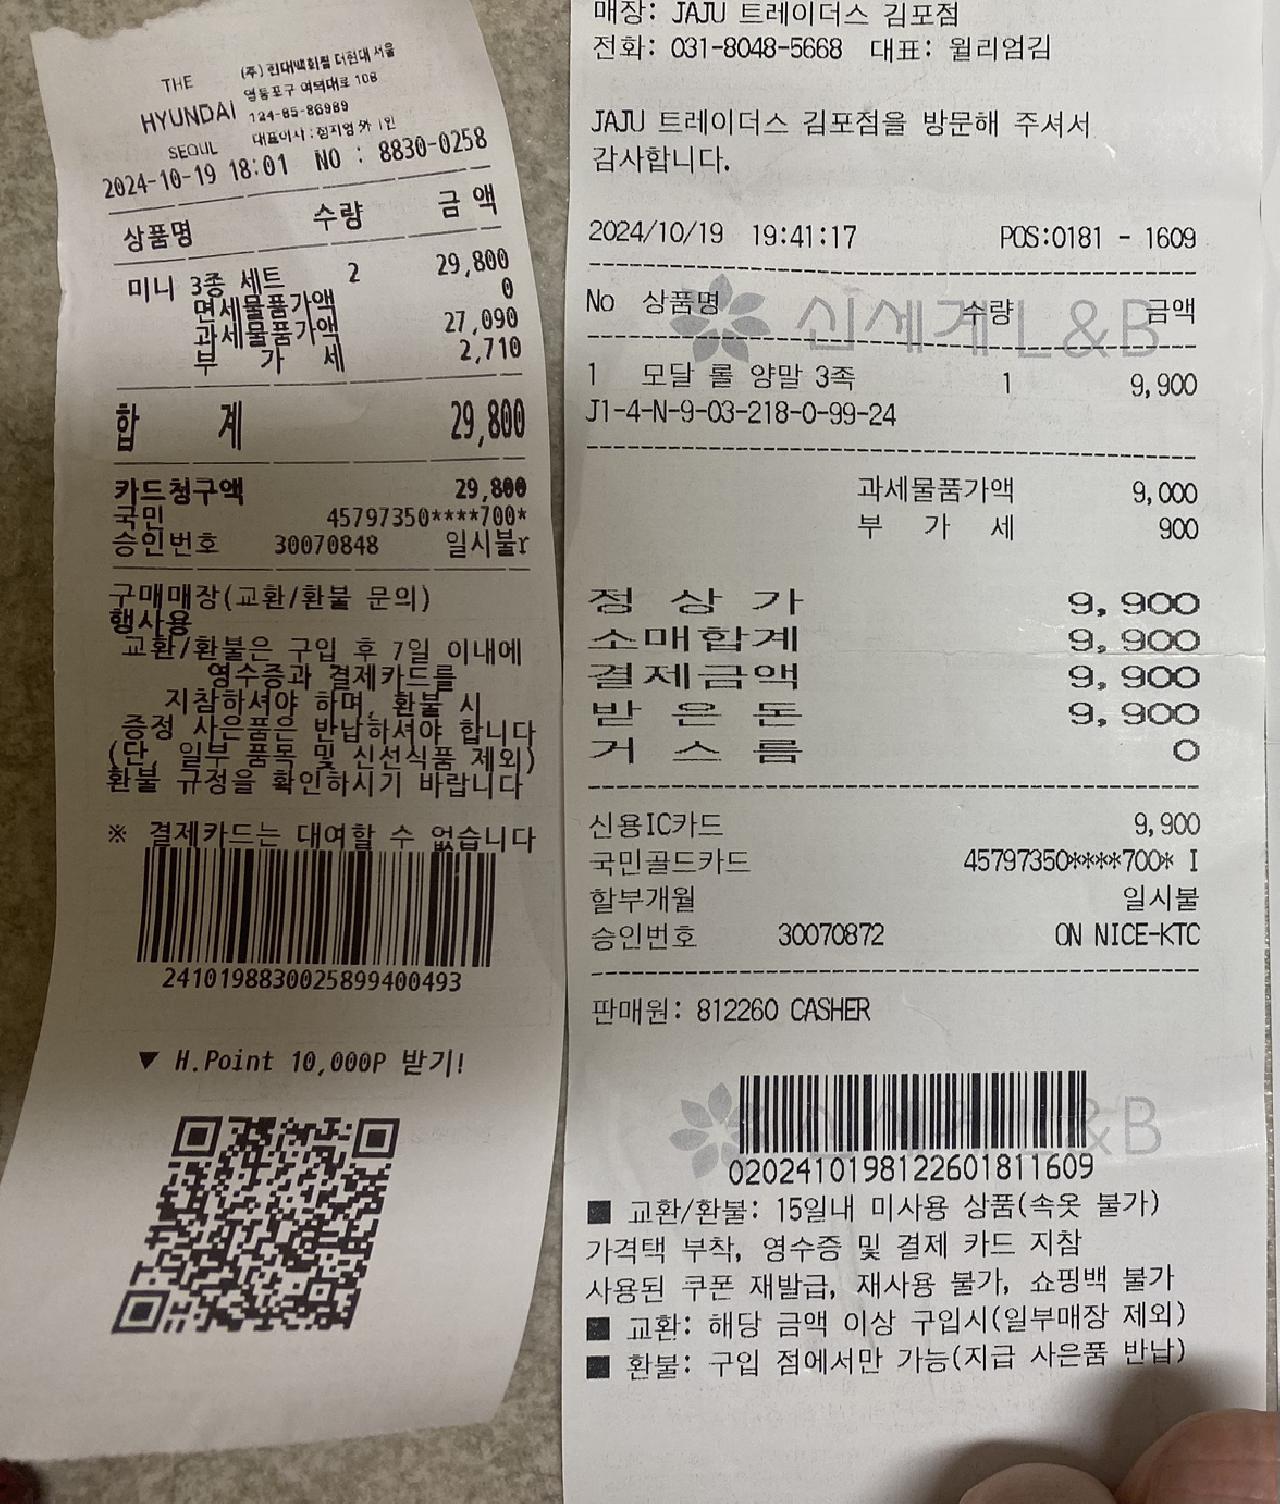 THE
HYUNDAI
SEOUL
(주)현대백화점 더현대 서울
영등포구 여의대로 108
124-85-86989
대표이사 : 정지영 外 1인
2024-10-19 18:01 NO : 8830-0258
상품명 수량 금 액
미니 3종 세트 2 29,800
면세물품가액 0
과세물품가액 27,090
부 가 세 2,710
합 계 29,800
카드청구액 29,800
국민 45797350****700*
승인번호 30070848 일시불r
구매매장(교환/환불 문의)
행사용
교환/환불은 구입 후 7일 이내에
영수증과 결제카드를
지참하셔야 하며, 환불 시
증정 사은품은 반납하셔야 합니다
(단, 일부 품목 및 신선식품 제외)
환불 규정을 확인하시기 바랍니다
※ 결제카드는 대여할 수 없습니다
2410198830025899400493
▼ H.Point 10,000P 받기!
매장: JAJU 트레이더스 김포점
전화: 031-8048-5668 대표: 윌리엄김
JAJU 트레이더스 김포점을 방문해 주셔서
감사합니다.
2024/10/19 19:41:17 POS:0181 - 1609
신세계L&B
No 상품명 수량 금액
1 모달 롤 양말 3족 1 9,900
J1-4-N-9-03-218-0-99-24
과세물품가액 9,000
부 가 세 900
정 상 가 9,900
소매합계 9,900
결제금액 9,900
받 은 돈 9,900
거 스 름 0
신용IC카드 9,900
국민골드카드 45797350****700* I
할부개월 일시불
승인번호 30070872 ON NICE-KTC
판매원: 812260 CASHER
신세계L&B
0202410198122601811609
■ 교환/환불: 15일내 미사용 상품(속옷 불가)
가격택 부착, 영수증 및 결제 카드 지참
사용된 쿠폰 재발급, 재사용 불가, 쇼핑백 불가
■ 교환: 해당 금액 이상 구입시(일부매장 제외)
■ 환불: 구입 점에서만 가능(지급 사은품 반납)